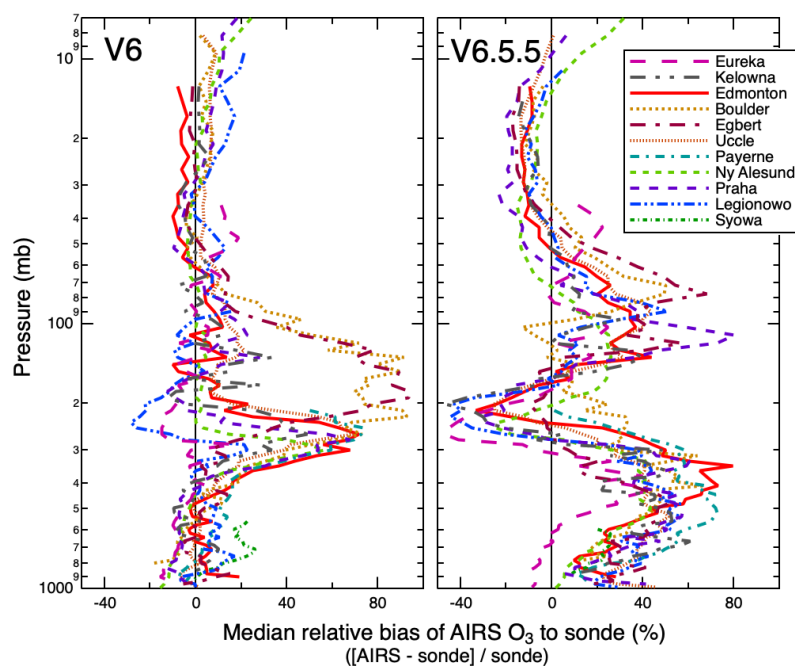 V6
V6.5.5
7
8
9
10
2
3
4
5
6
7
8
9
100
2
3
4
5
6
7
8
9
1000
Pressure (mb)
Eureka
Kelowna
Edmonton
Boulder
Egbert
Uccle
Payerne
Ny Alesund
Praha
Legionowo
Syowa
-40 0 40 80 -40 0 40 80
Median relative bias of AIRS O3 to sonde (%)
([AIRS - sonde] / sonde)